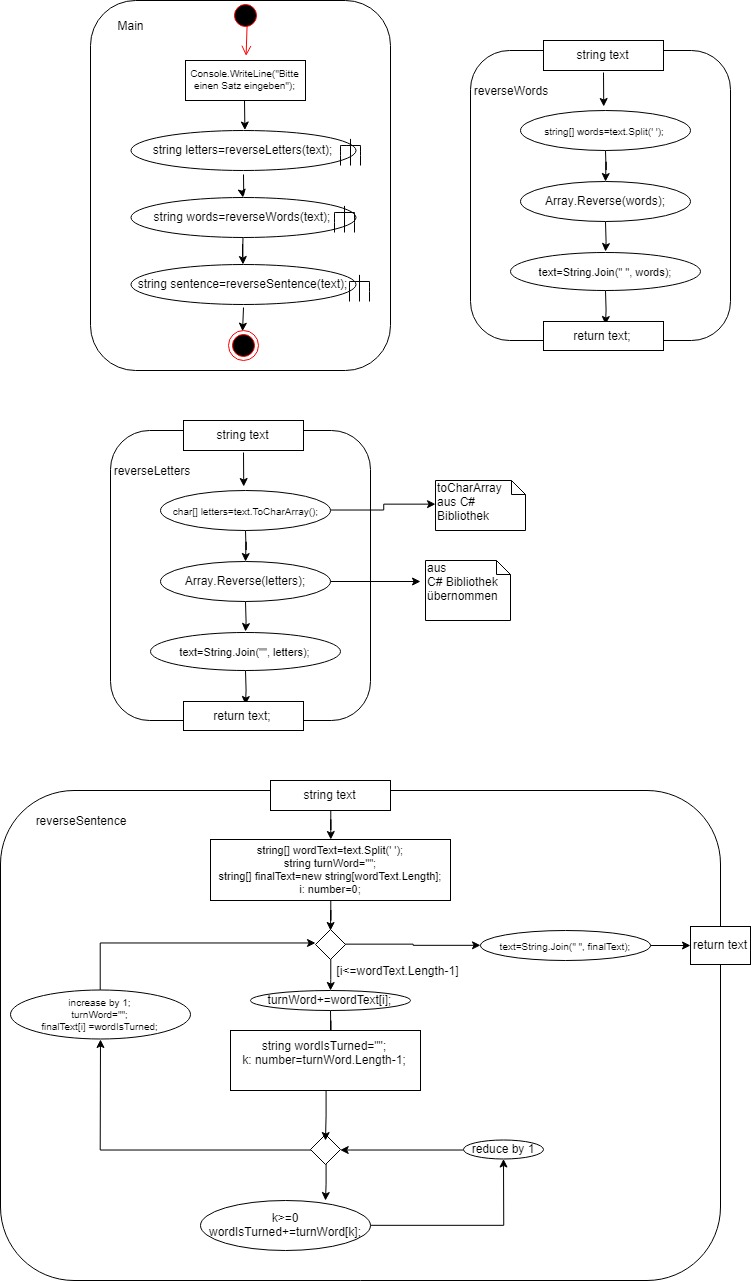 Main
Console.WriteLine("Bitte
einen Satz eingeben");
string letters=reverseLetters(text);
string words=reverseWords(text);
string sentence=reverseSentence(text);
string text
reverseWords
string[] words=text.Split(' ');
Array.Reverse(words);
text=String.Join(" ", words);
return text;
string text
reverseLetters
char[] letters=text.ToCharArray();
toCharArray
aus C#
Bibliothek
Array.Reverse(letters);
aus
C# Bibliothek
übernommen
text=String.Join("", letters);
return text;
string text
reverseSentence
string[] wordText=text.Split(' ');
string turnWord="";
string[] finalText=new string[wordText.Length];
i: number=0;
text=String.Join(" ", finalText);
return text
[i<=wordText.Length-1]
turnWord+=wordText[i];
increase by 1;
turnWord="";
finalText[i] =wordIsTurned;
string wordIsTurned="";
k: number=turnWord.Length-1;
reduce by 1
k>=0
wordIsTurned+=turnWord[k];